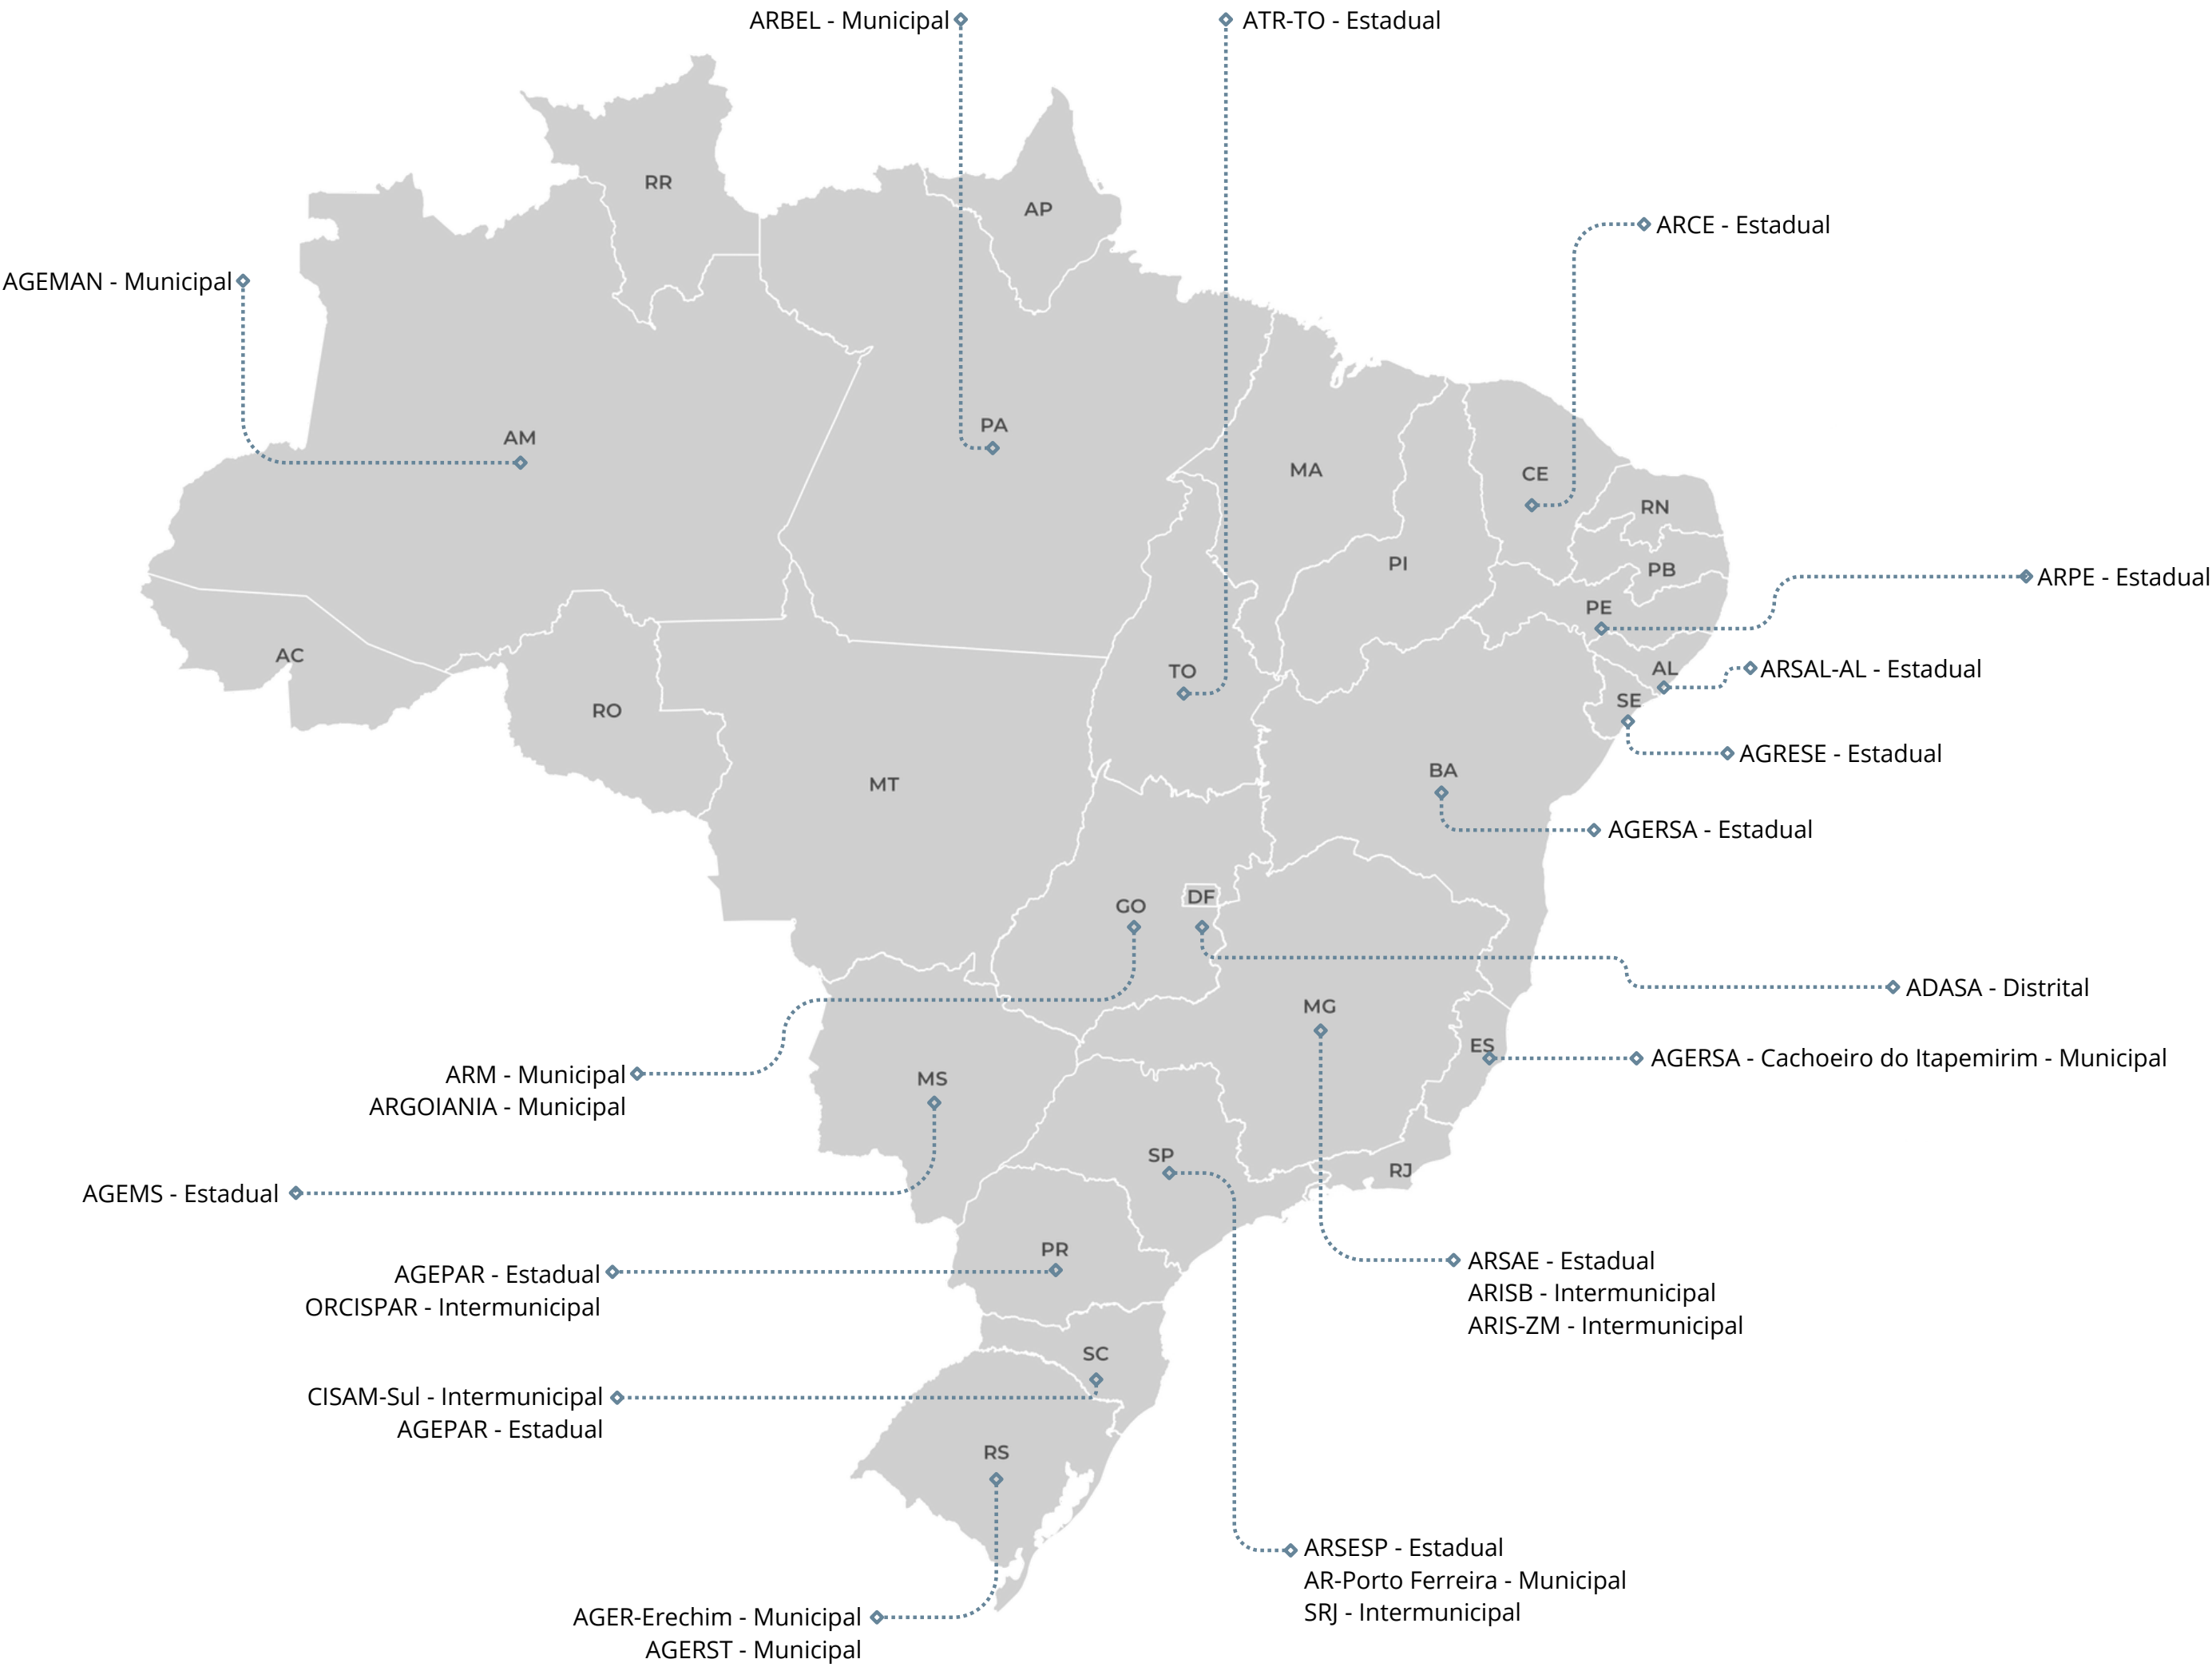 ARBEL - Municipal
ATR-TO - Estadual
RR
AP
ARCE - Estadual
AGEMAN - Municipal
AM
PA
MA
CE
RN
PI
PB
ARPE - Estadual
PE
AC
TO
AL
ARSAL-AL - Estadual
SE
RO
AGRESE - Estadual
BA
MT
AGERSA - Estadual
DF
GO
ADASA - Distrital
MG
ES
AGERSA - Cachoeiro do Itapemirim - Municipal
ARM - Municipal
ARGOIANIA - Municipal
MS
SP
RJ
AGEMS - Estadual
PR
AGEPAR - Estadual
ORCISPAR - Intermunicipal
ARSAE - Estadual
ARISB - Intermunicipal
ARIS-ZM - Intermunicipal
SC
CISAM-Sul - Intermunicipal
AGEPAR - Estadual
RS
ARSESP - Estadual
AR-Porto Ferreira - Municipal
SRJ - Intermunicipal
AGER-Erechim - Municipal
AGERST - Municipal